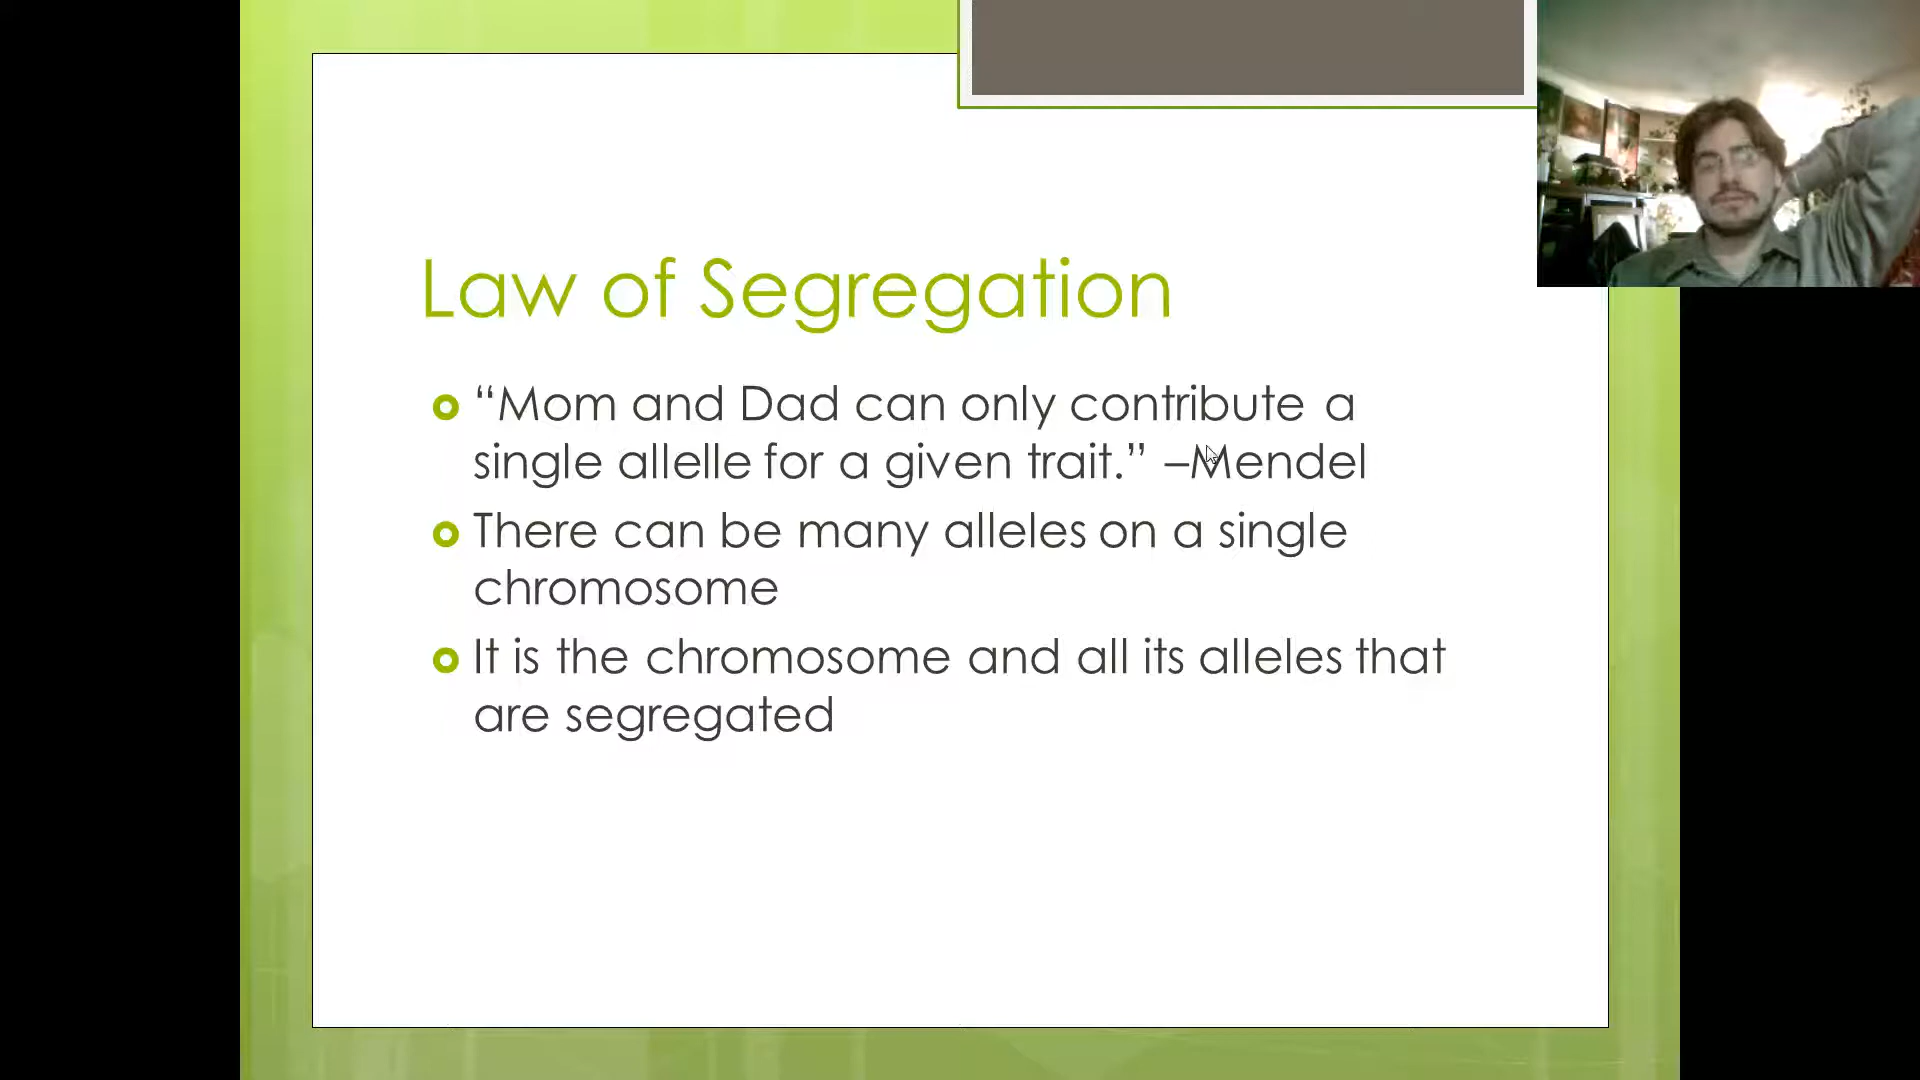 Law of Segregation
“Mom and Dad can only contribute a
single allelle for a given trait.” –Mendel
There can be many alleles on a single
chromosome
It is the chromosome and all its alleles that
are segregated